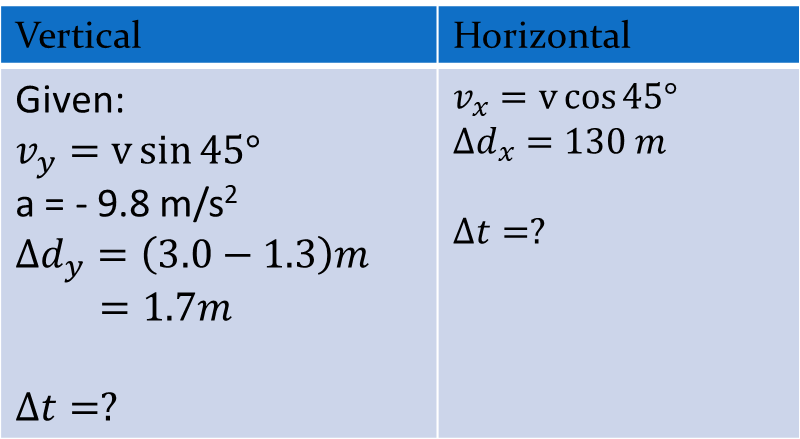 Vertical
Given:
v_y = v sin 45°
a = - 9.8 m/s²
Δd_y = (3.0 − 1.3)m
= 1.7m
Δt =?
Horizontal
v_x = v cos 45°
Δd_x = 130 m
Δt =?